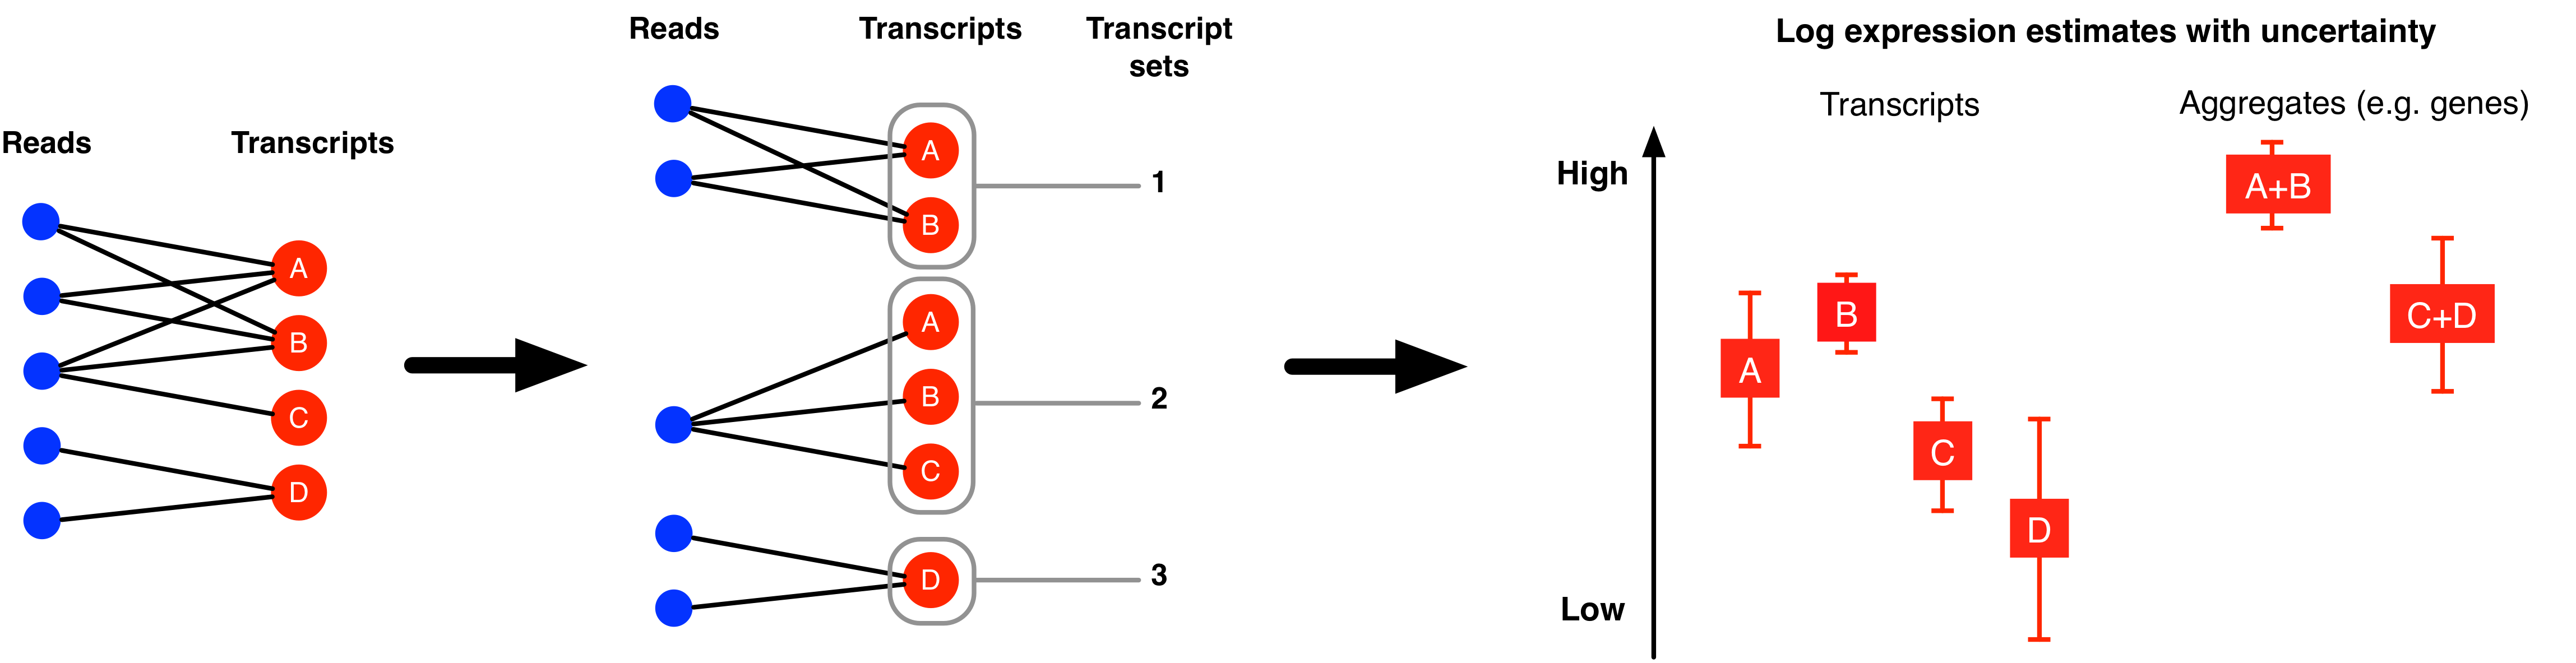 Reads Transcripts
A
B
C
D
Reads Transcripts Transcript
sets
A
B
1
A
B
C
2
D
3
Log expression estimates with uncertainty
Transcripts Aggregates (e.g. genes)
High
Low
A
B
C
D
A+B
C+D